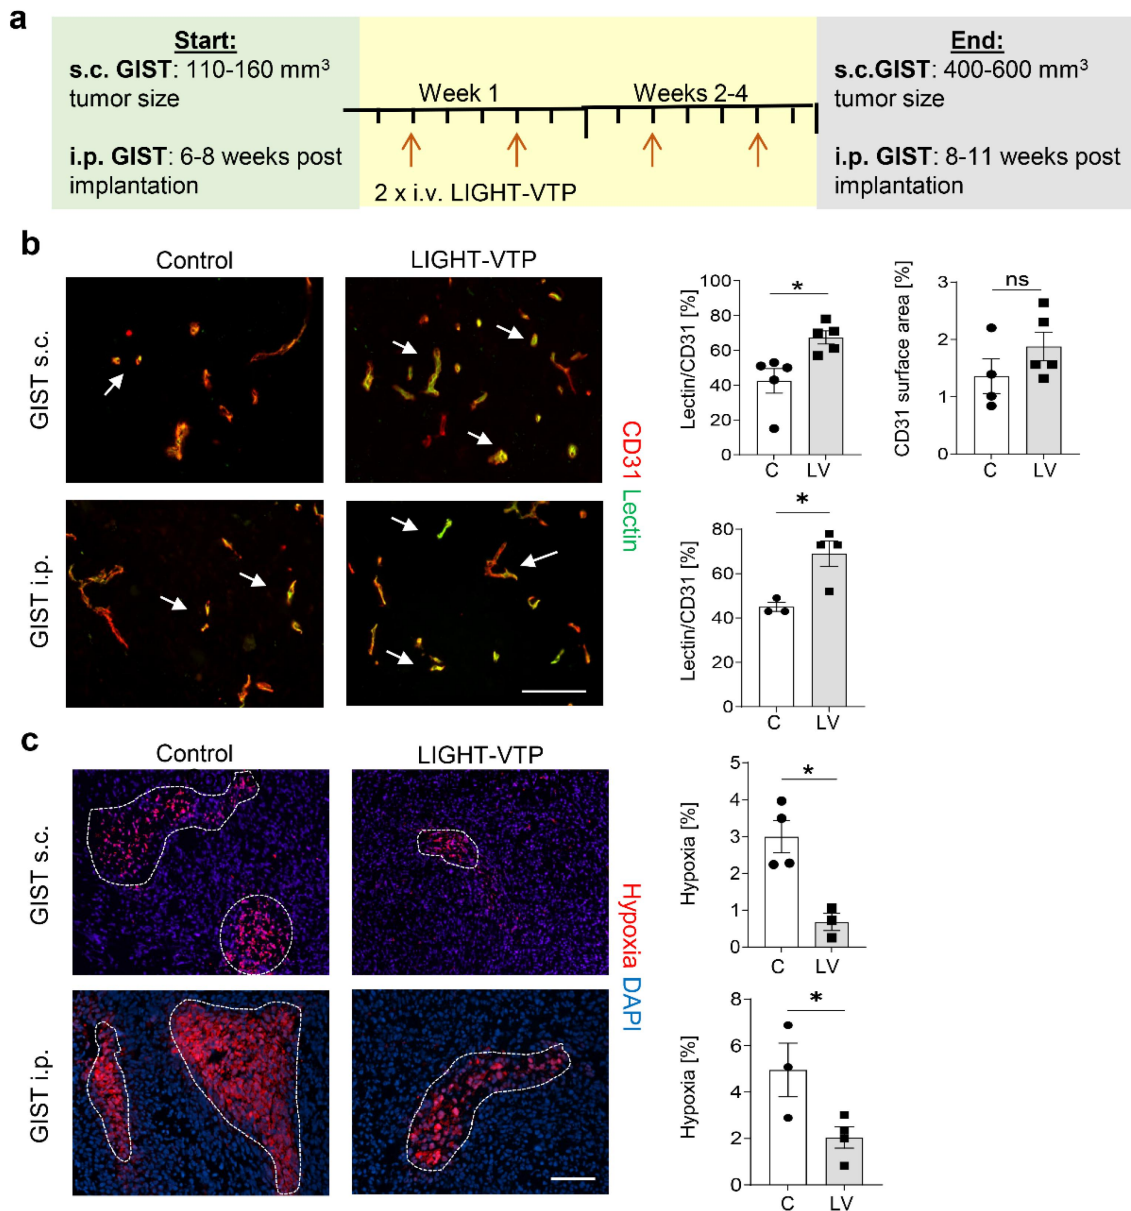 a
Start:
s.c. GIST: 110-160 mm³
tumor size
i.p. GIST: 6-8 weeks post
implantation
Week 1
Weeks 2-4
2 x i.v. LIGHT-VTP
End:
s.c.GIST: 400-600 mm³
tumor size
i.p. GIST: 8-11 weeks post
implantation
b
Control
LIGHT-VTP
GIST s.c.
GIST i.p.
CD31 Lectin
Lectin/CD31 [%]
100
80
60
40
20
0
*
C
LV
CD31 surface area [%]
3
2
1
0
ns
C
LV
Lectin/CD31 [%]
80
60
40
20
0
*
C
LV
c
Control
LIGHT-VTP
GIST s.c.
GIST i.p.
Hypoxia DAPI
Hypoxia [%]
5
4
3
2
1
0
*
C
LV
Hypoxia [%]
8
6
4
2
0
*
C
LV